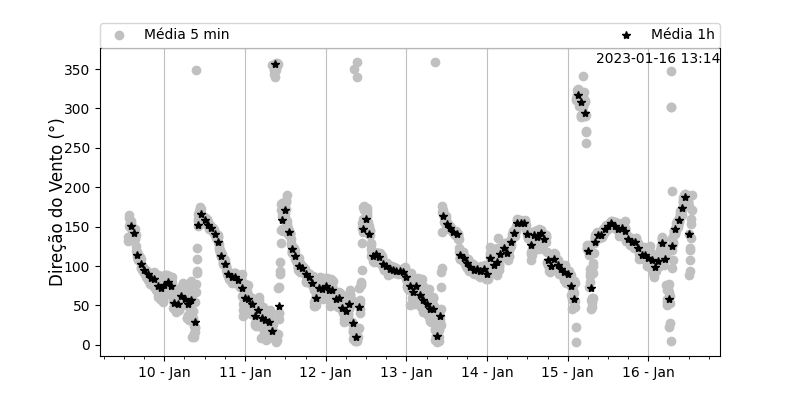 Média 5 min
Média 1h
2023-01-16 13:14
Direção do Vento (°)
350
300
250
200
150
100
50
0
10 - Jan
11 - Jan
12 - Jan
13 - Jan
14 - Jan
15 - Jan
16 - Jan